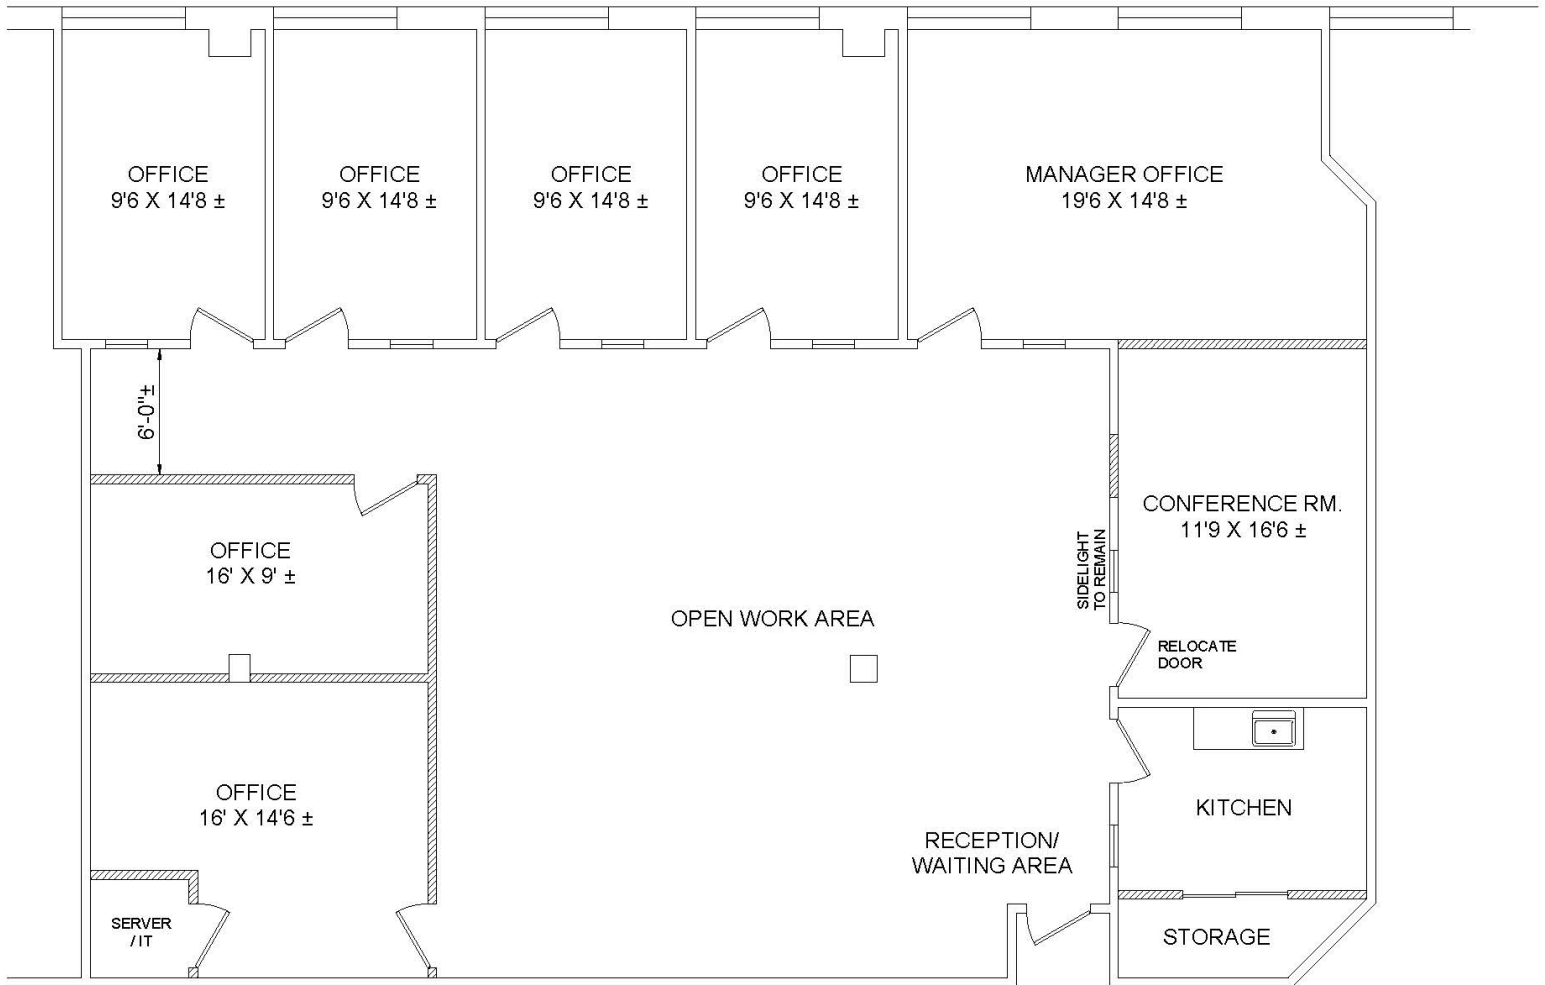 OFFICE
9'6 X 14'8 ±
OFFICE
9'6 X 14'8 ±
OFFICE
9'6 X 14'8 ±
OFFICE
9'6 X 14'8 ±
MANAGER OFFICE
19'6 X 14'8 ±
6'-0"±
CONFERENCE RM.
11'9 X 16'6 ±
SIDELIGHT
TO REMAIN
OFFICE
16' X 9' ±
OPEN WORK AREA
RELOCATE
DOOR
OFFICE
16' X 14'6 ±
KITCHEN
RECEPTION/
WAITING AREA
SERVER
/ IT
STORAGE